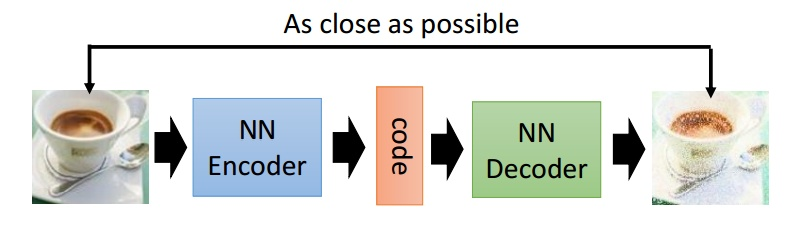 As close as possible
NN
Encoder
code
NN
Decoder